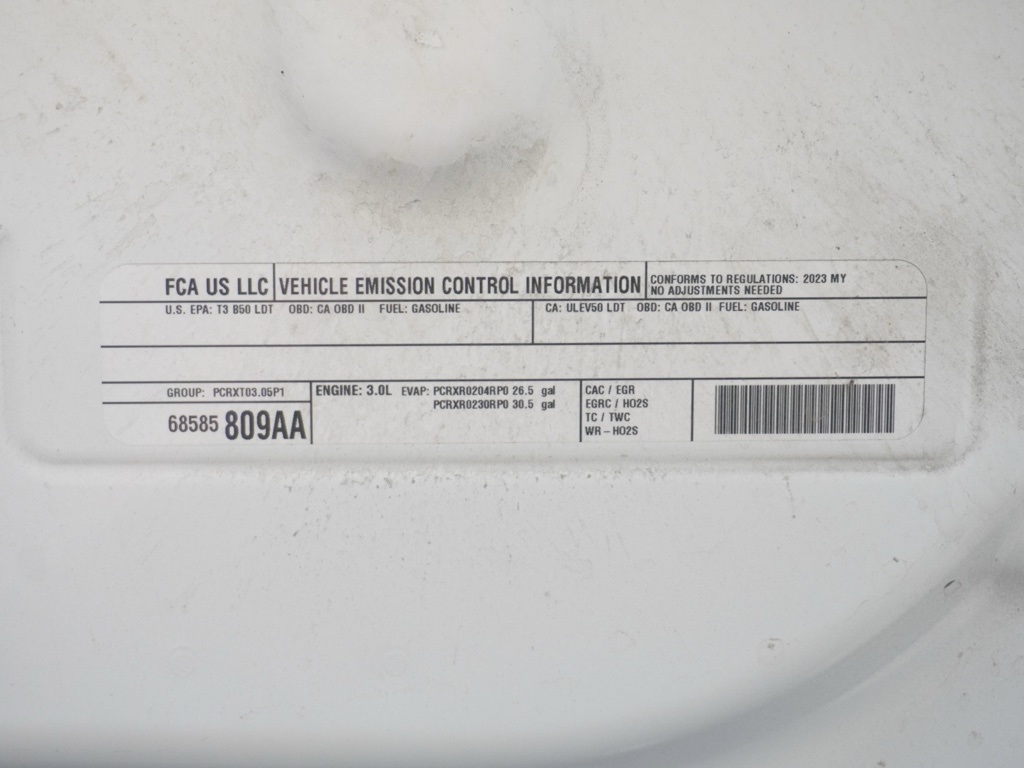 FCA US LLC VEHICLE EMISSION CONTROL INFORMATION
CONFORMS TO REGULATIONS: 2023 MY
NO ADJUSTMENTS NEEDED
U.S. EPA: T3 B50 LDT OBD: CA OBD II FUEL: GASOLINE
CA: ULEV50 LDT OBD: CA OBD II FUEL: GASOLINE
GROUP: PCRXT03.05P1
68585 809AA
ENGINE: 3.0L EVAP: PCRXR0204RP0 26.5 gal
PCRXR0230RP0 30.5 gal
CAC / EGR
EGRC / HO2S
TC / TWC
WR-HO2S